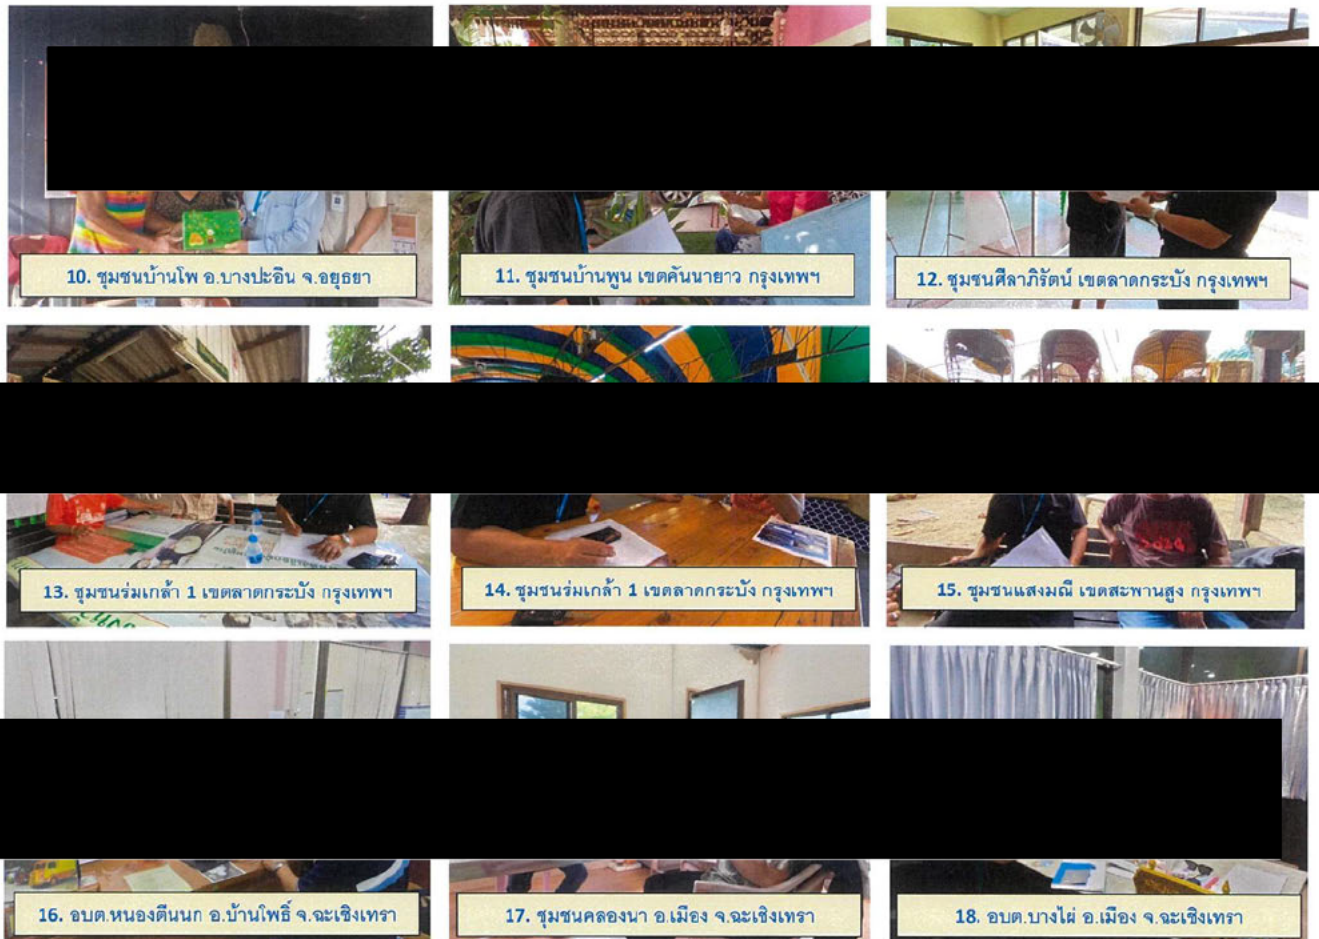 10. ชุมชนบ้านโพ อ.บางปะอิน จ.อยุธยา
11. ชุมชนบ้านพูน เขตคันนายาว กรุงเทพฯ
12. ชุมชนศีลาภิรัตน์ เขตลาดกระบัง กรุงเทพฯ
13. ชุมชนร่มเกล้า 1 เขตลาดกระบัง กรุงเทพฯ
14. ชุมชนร่มเกล้า 1 เขตลาดกระบัง กรุงเทพฯ
15. ชุมชนแสงมณี เขตสะพานสูง กรุงเทพฯ
16. อบต.หนองตีนนก อ.บ้านโพธิ์ จ.ฉะเชิงเทรา
17. ชุมชนคลองนา อ.เมือง จ.ฉะเชิงเทรา
18. อบต.บางไผ่ อ.เมือง จ.ฉะเชิงเทรา